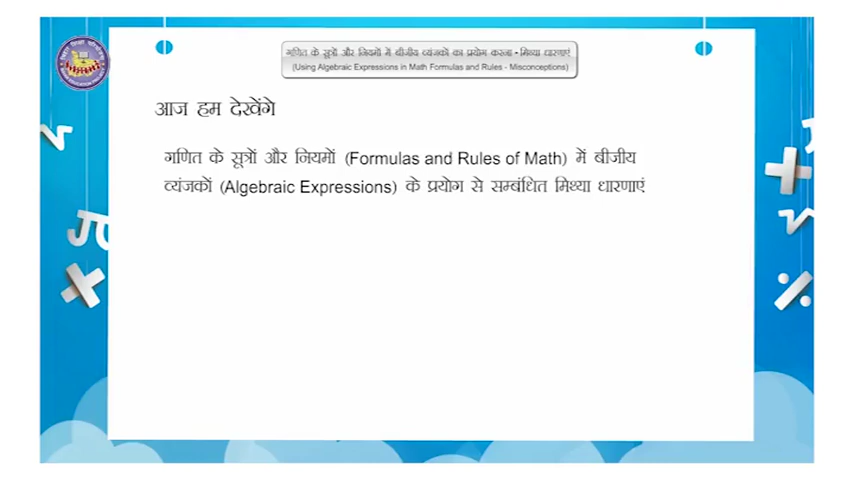 गणित के सूत्रों और नियमों में बीजीय व्यंजकों का प्रयोग करना - मिथ्या धारणाएं
(Using Algebraic Expressions in Math Formulas and Rules - Misconceptions)
आज हम देखेंगे
गणित के सूत्रों और नियमों (Formulas and Rules of Math) में बीजीय
व्यंजकों (Algebraic Expressions) के प्रयोग से सम्बंधित मिथ्या धारणाएं